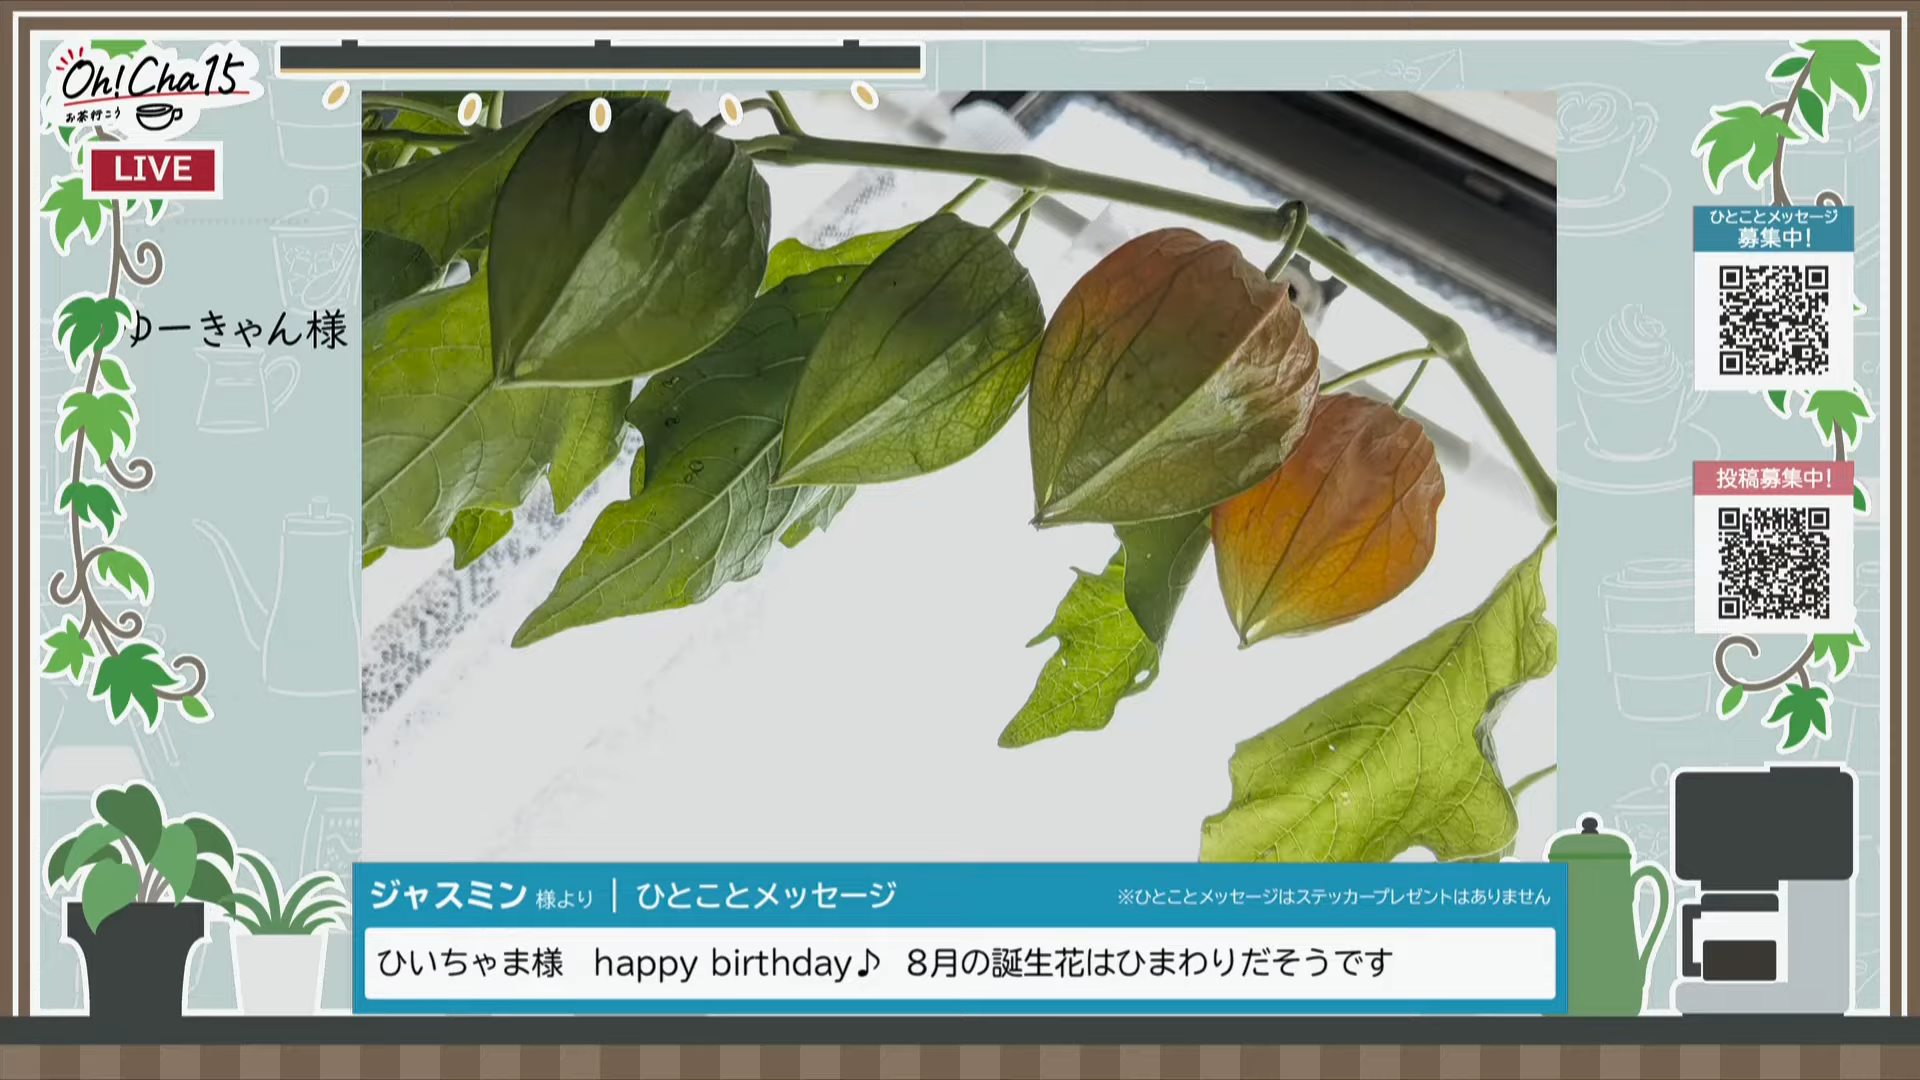 Oh!Cha15
お茶行こう
LIVE
ゆーきゃん様
ひとことメッセージ
募集中!
投稿募集中!
ジャスミン 様より | ひとことメッセージ
※ひとことメッセージはステッカープレゼントはありません
ひいちゃま様 happy birthday♪ 8月の誕生花はひまわりだそうです